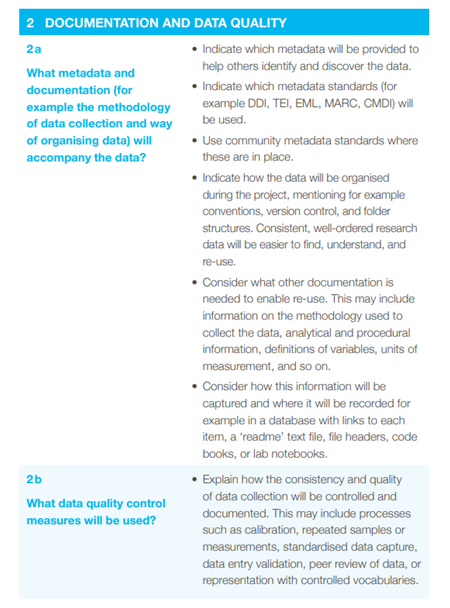 2 DOCUMENTATION AND DATA QUALITY
2a
What metadata and
documentation (for
example the methodology
of data collection and way
of organising data) will
accompany the data?
• Indicate which metadata will be provided to
help others identify and discover the data.
• Indicate which metadata standards (for
example DDI, TEI, EML, MARC, CMDI) will
be used.
• Use community metadata standards where
these are in place.
• Indicate how the data will be organised
during the project, mentioning for example
conventions, version control, and folder
structures. Consistent, well-ordered research
data will be easier to find, understand, and
re-use.
• Consider what other documentation is
needed to enable re-use. This may include
information on the methodology used to
collect the data, analytical and procedural
information, definitions of variables, units of
measurement, and so on.
• Consider how this information will be
captured and where it will be recorded for
example in a database with links to each
item, a ‘readme’ text file, file headers, code
books, or lab notebooks.
2b
What data quality control
measures will be used?
• Explain how the consistency and quality
of data collection will be controlled and
documented. This may include processes
such as calibration, repeated samples or
measurements, standardised data capture,
data entry validation, peer review of data, or
representation with controlled vocabularies.